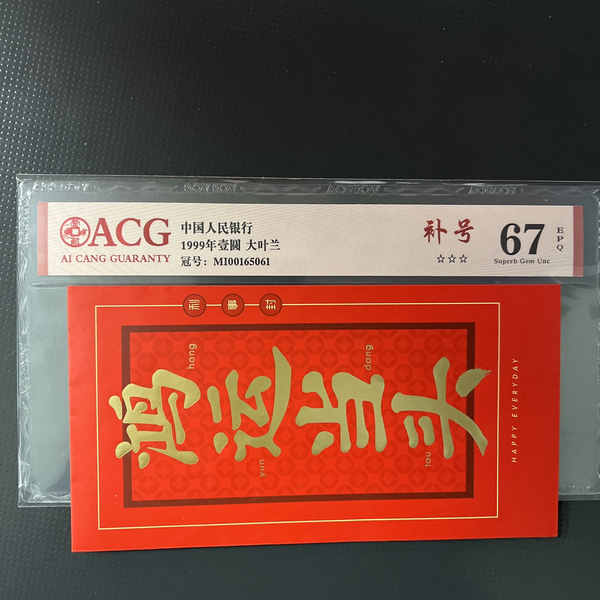 ACG
AI CANG GUARANTY
中国人民银行
1999年壹圆 大叶兰
冠号：MI00165061
补号
☆☆☆
67
EPQ
Superb Gem Unc
利事封
鸿运当头
hong
yun
dang
tou
HAPPY EVERYDAY